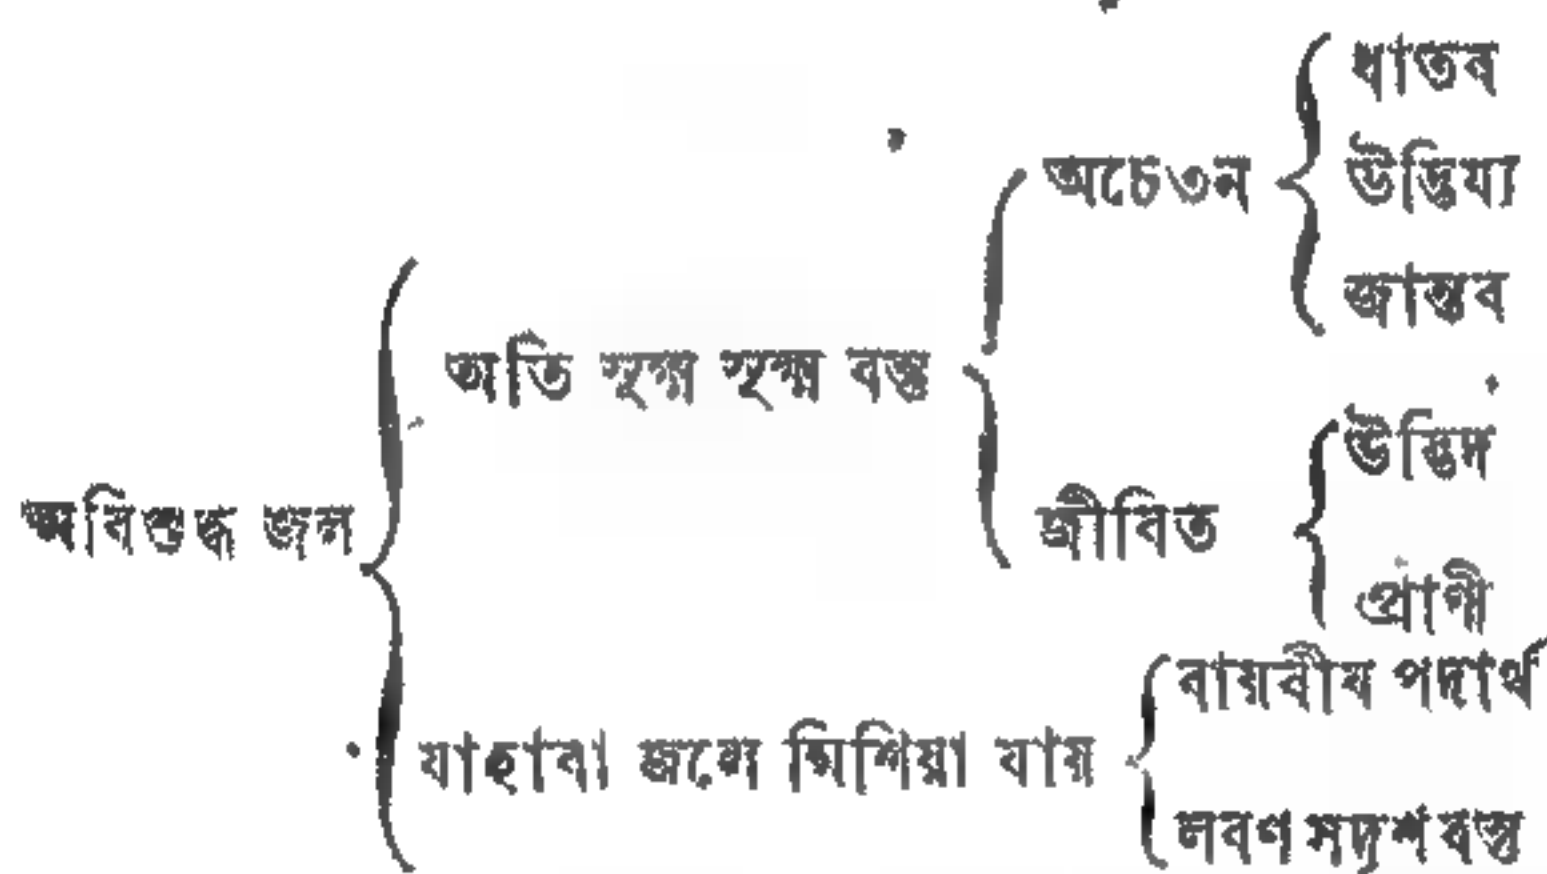 ধাতব
অচেতন
উদ্ভিয্য
জান্তব
অতি সূক্ষ্ম সূক্ষ্ম বস্তু
উদ্ভিদ
অবিশুদ্ধ জল
জীবিত
প্রাণী
বায়বীয় পদার্থ
যাহারা জলে মিশিয়া যায়
লবণ সদৃশ বস্তু